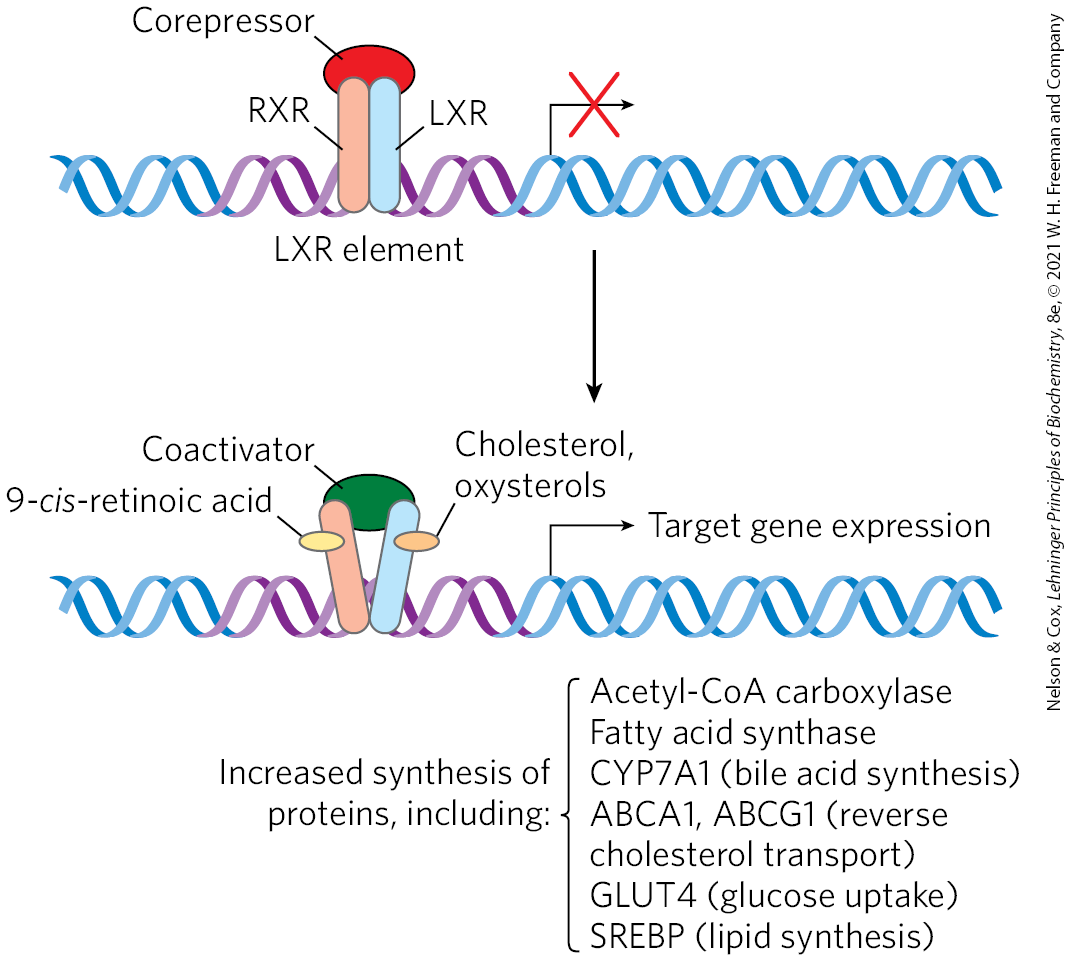 Corepressor
RXR
LXR
LXR element
Coactivator
Cholesterol,
oxysterols
9-cis-retinoic acid
Target gene expression
Increased synthesis of
proteins, including:
Acetyl-CoA carboxylase
Fatty acid synthase
CYP7A1 (bile acid synthesis)
ABCA1, ABCG1 (reverse
cholesterol transport)
GLUT4 (glucose uptake)
SREBP (lipid synthesis)
Nelson & Cox, Lehninger Principles of Biochemistry, 8e, © 2021 W. H. Freeman and Company